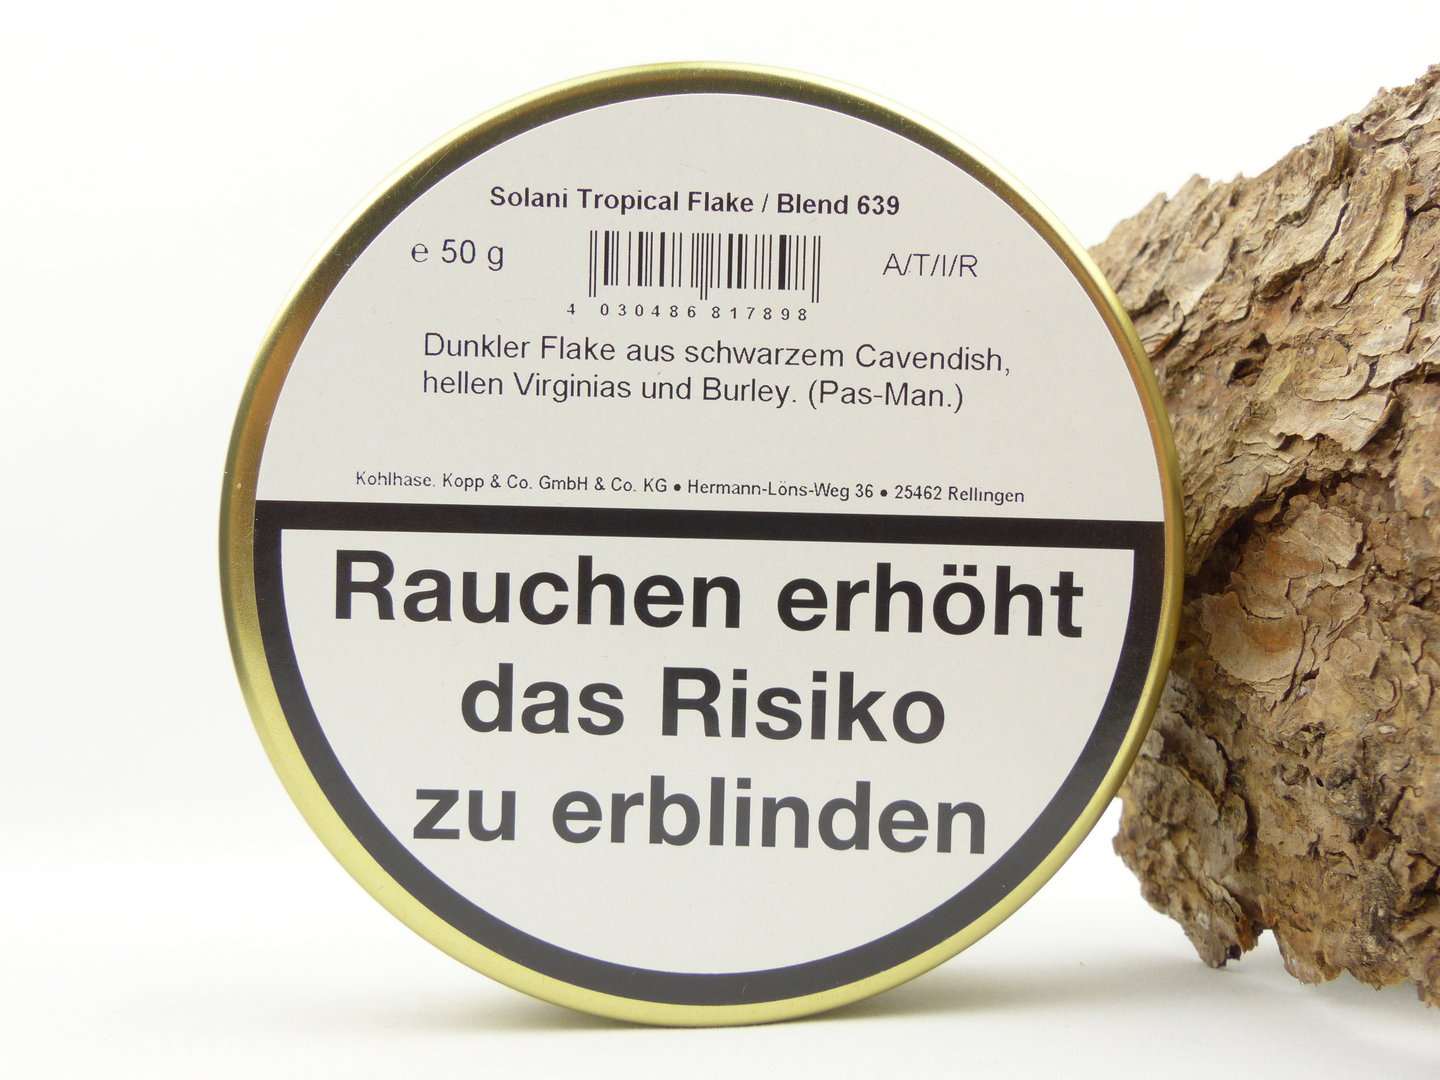 Solani Tropical Flake / Blend 639
℮ 50 g
A/T/I/R
4 030486 817898
Dunkler Flake aus schwarzem Cavendish,
hellen Virginias und Burley. (Pas-Man.)
Kohlhase, Kopp & Co. GmbH & Co. KG ● Hermann-Löns-Weg 36 ● 25462 Rellingen
Rauchen erhöht
das Risiko
zu erblinden